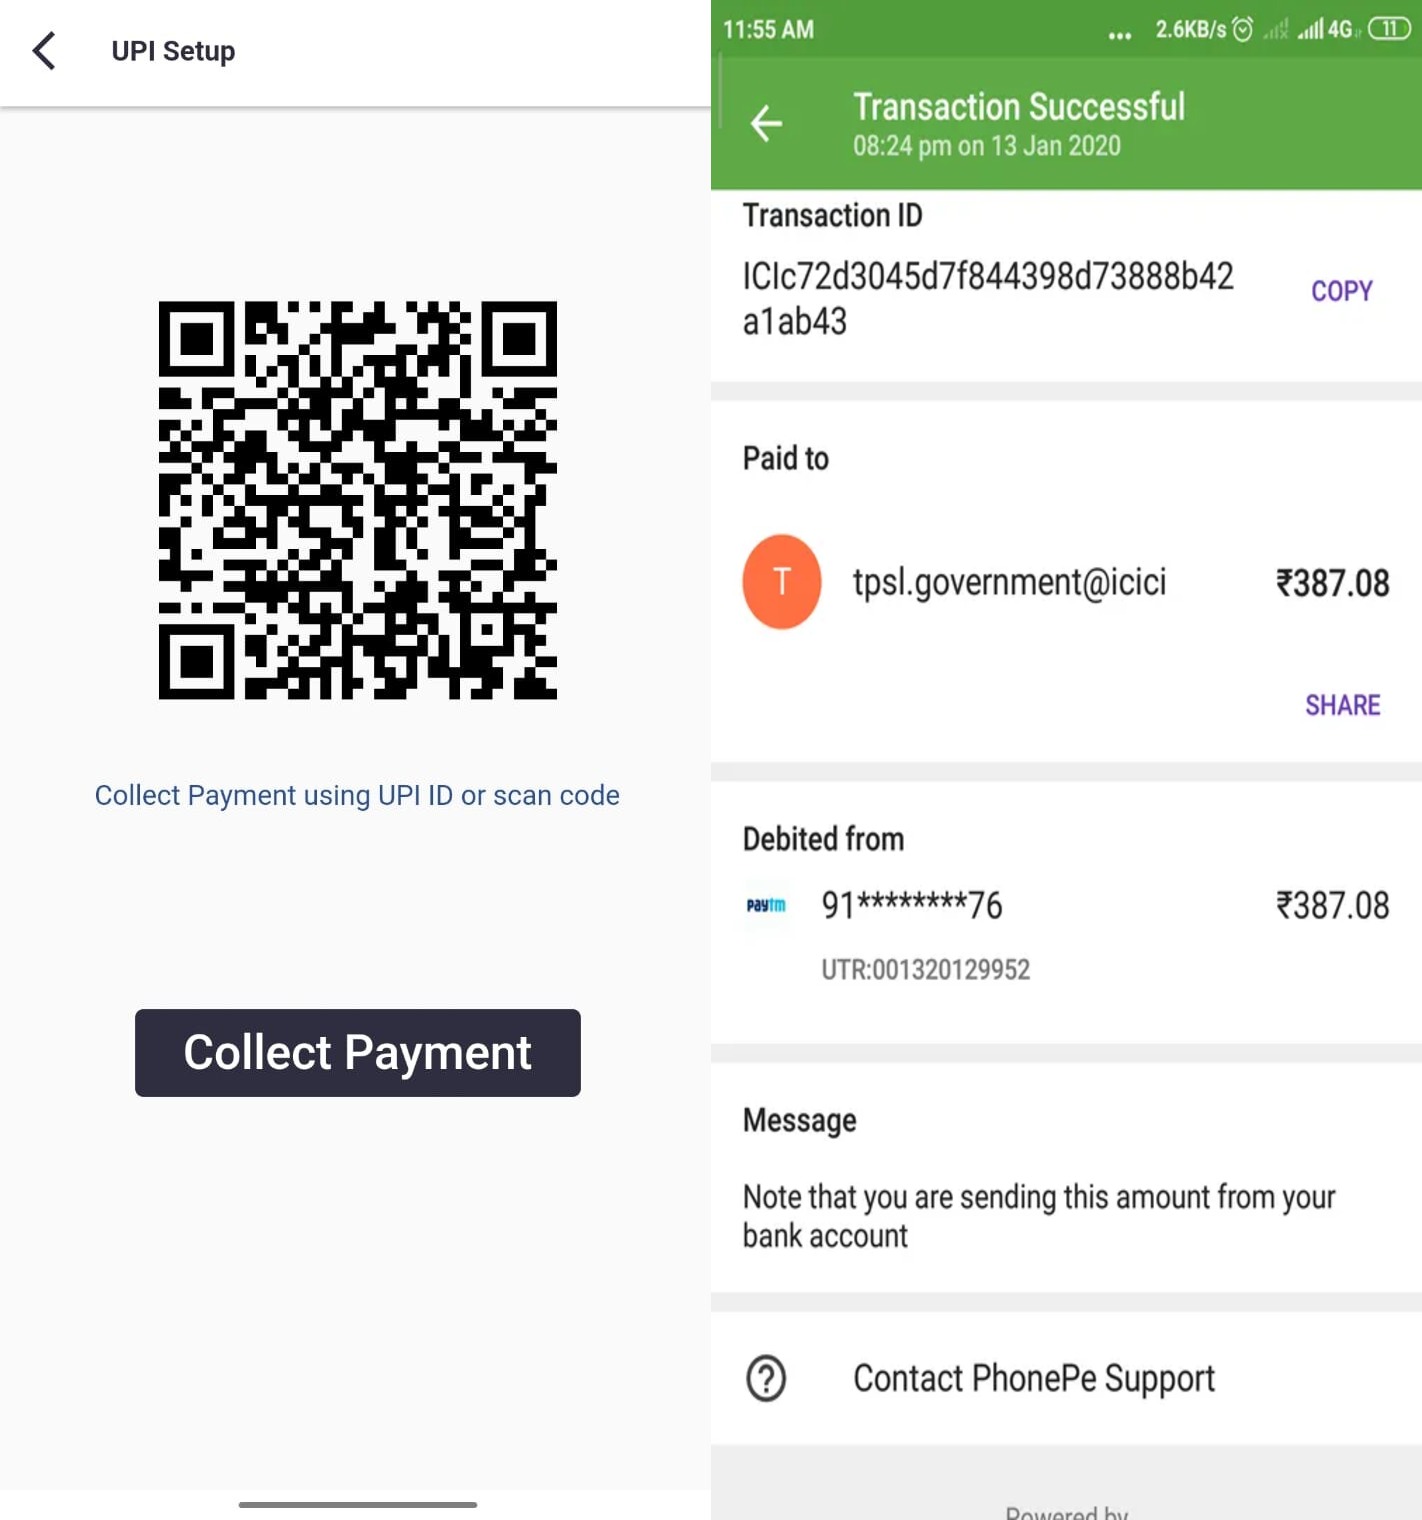 UPI Setup
Collect Payment using UPI ID or scan code
Collect Payment
11:55 AM
... 2.6KB/s 4G 11
Transaction Successful
08:24 pm on 13 Jan 2020
Transaction ID
ICIc72d3045d7f844398d73888b42
a1ab43
COPY
Paid to
T
tpsl.government@icici
₹387.08
SHARE
Debited from
paytm
91********76
₹387.08
UTR:001320129952
Message
Note that you are sending this amount from your
bank account
Contact PhonePe Support
Powered by